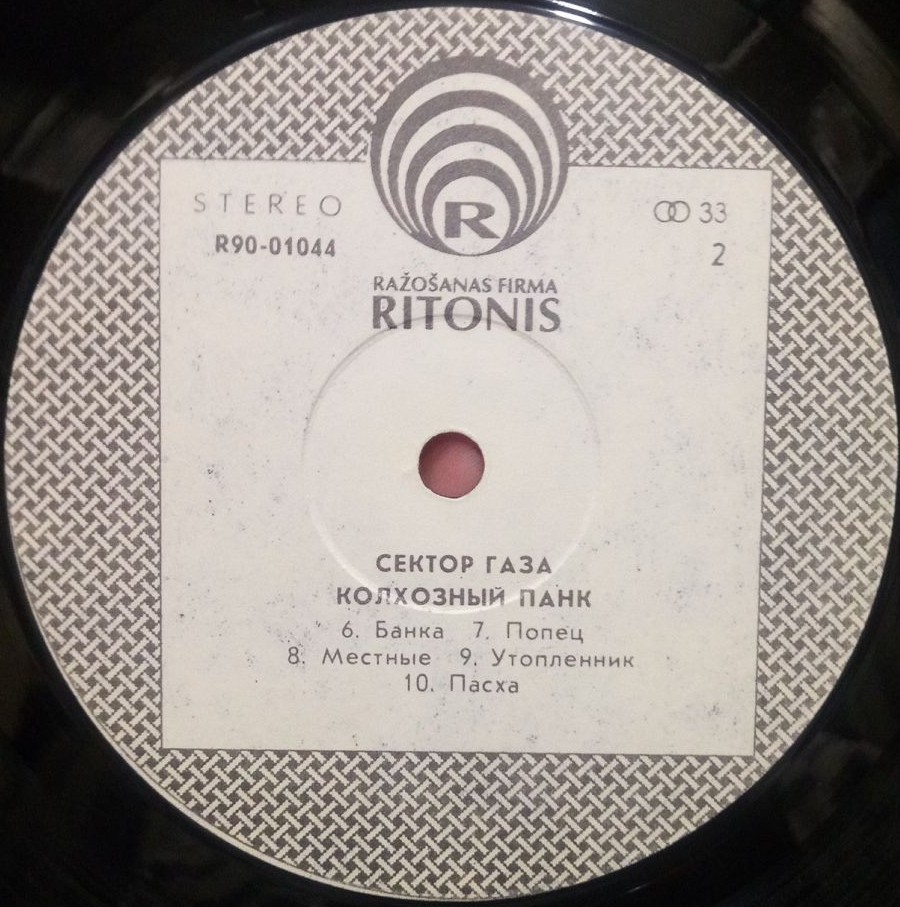 R
STEREO
33
R90-01044
2
RAŽOŠANAS FIRMA
RITONIS
СЕКТОР ГАЗА
КОЛХОЗНЫЙ ПАНК
6. Банка 7. Попец
8. Местные 9. Утопленник
10. Пасха